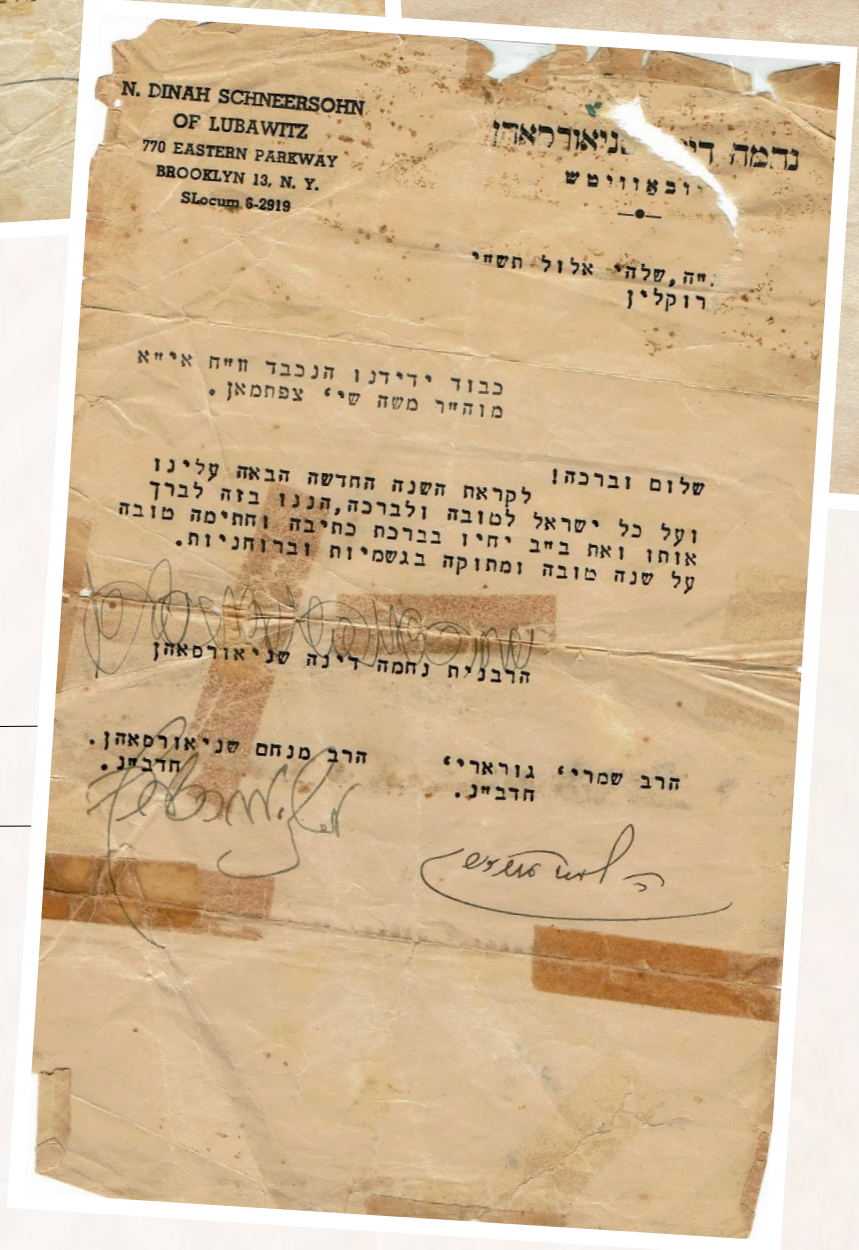 N. DINAH SCHNEERSOHN
OF LUBAWITZ
770 EASTERN PARKWAY
BROOKLYN 13, N. Y.
SLocum 6-2919
נחמה
ה,שלהי אלול תש"י
רוקלין
כבוד ידידנו הנכבד וו"ח אי"א
מוה"ר משה שי' צפתמאן.
שלום וברכה!
לקראת השנה החדשה הבאה עלינו
ועל כל ישראל לטובה ולברכה,הננו בזה לברך
אותו ואת ב"ב יחיו בברכת כתיבה וחתימה טובה
על שנה טובה ומתוקה בגשמיות וברוחניות.
הרבנית נחמה דינה שניאורסאהן
הרב שמרי' גוראריי' הרב מנחם שניאורסאהן.
חדב"נ. חדב"נ.